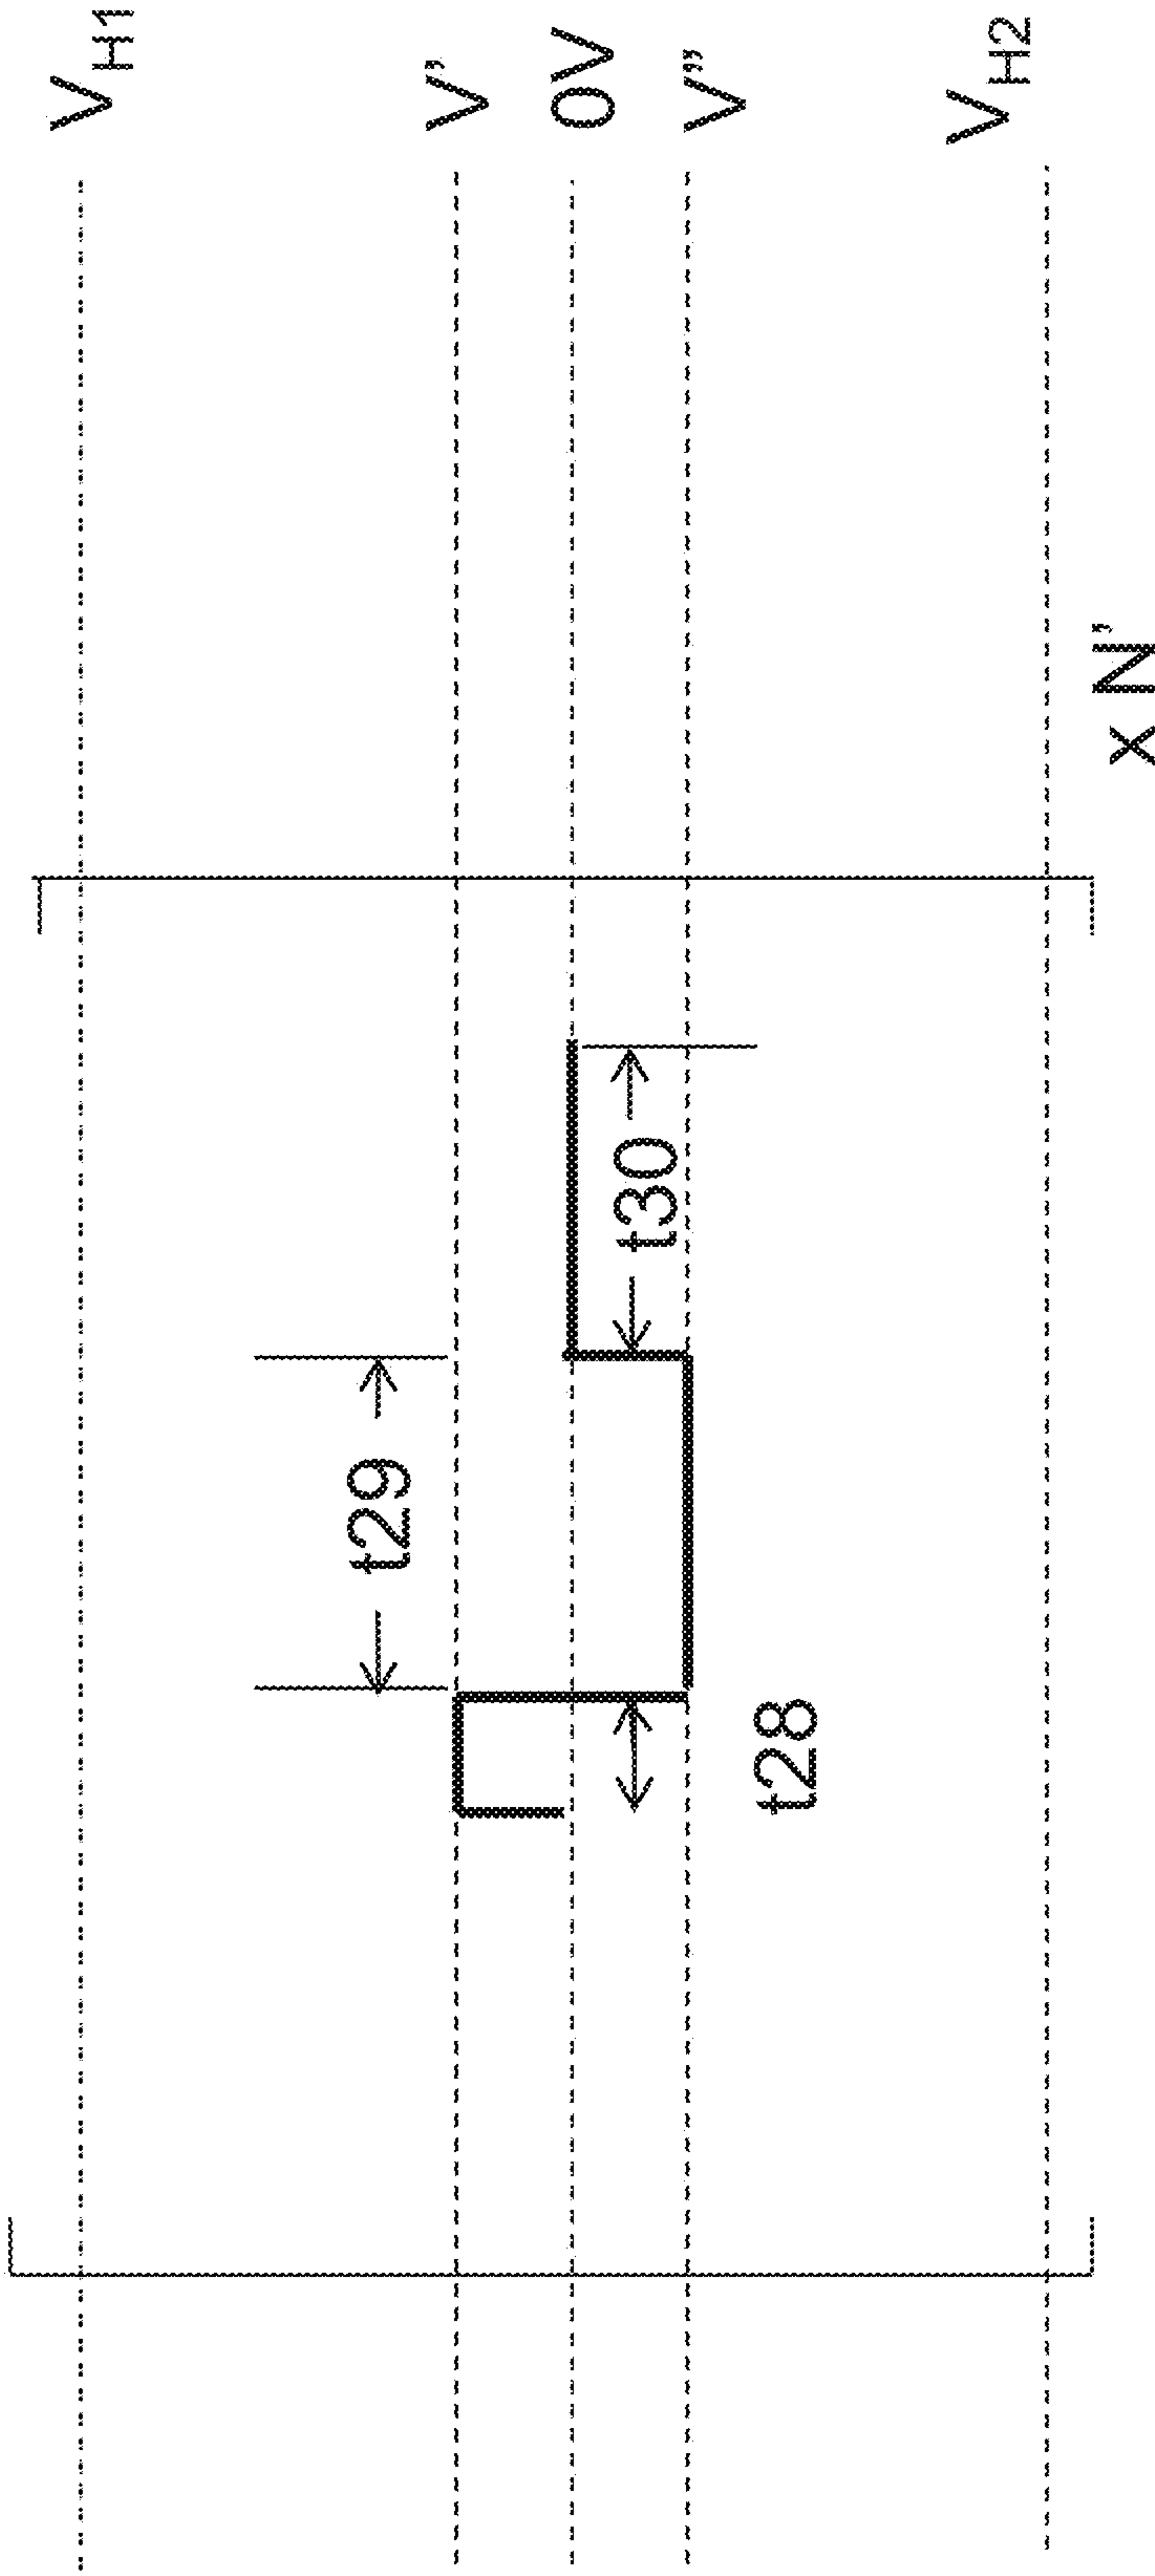 V_H1
V'
0V
V"
V_H2
t29
t30
t28
x N'